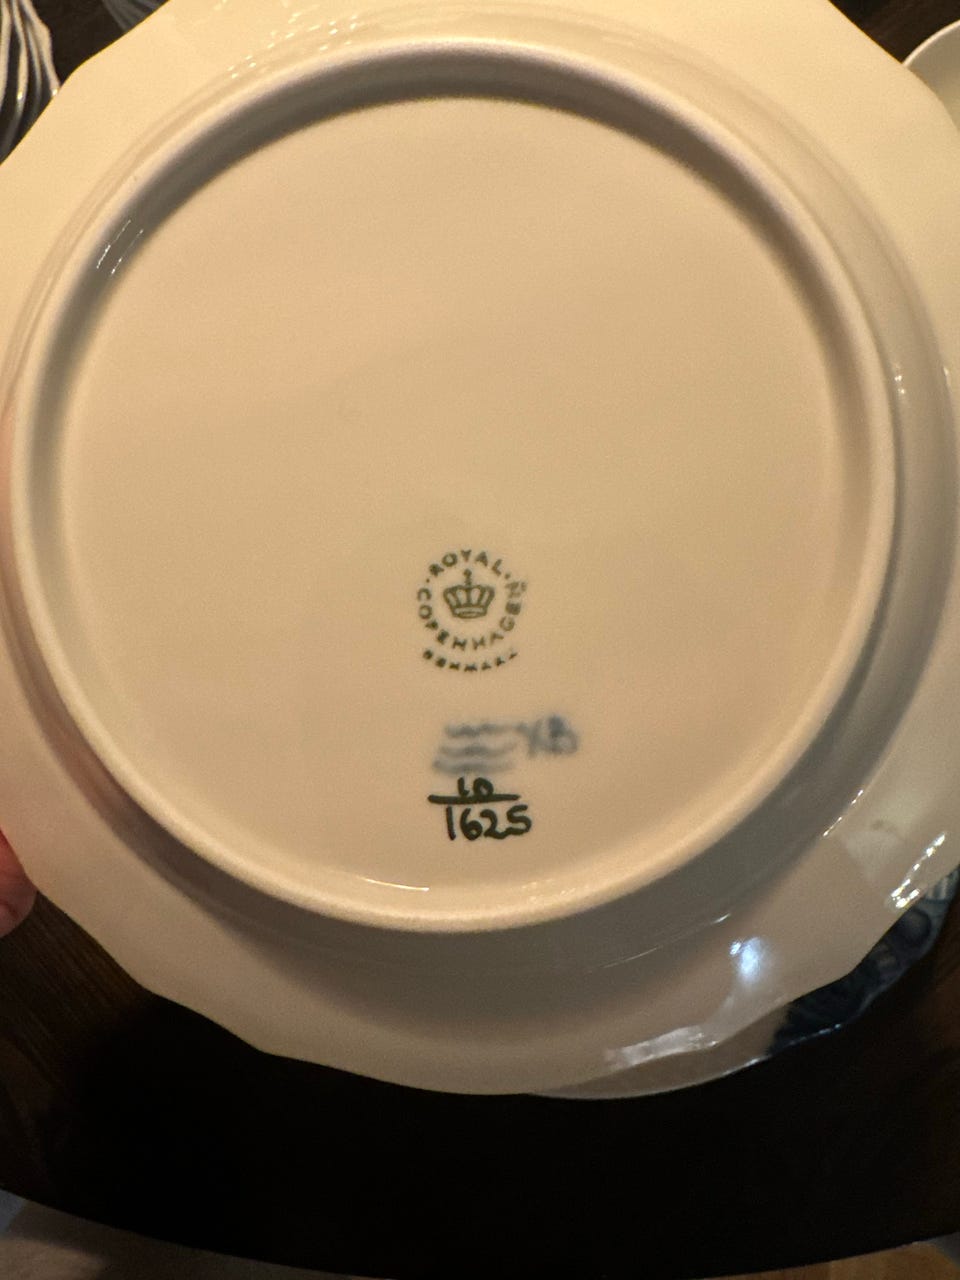 ROYAL
COPENHAGEN
DENMARK
10
1625